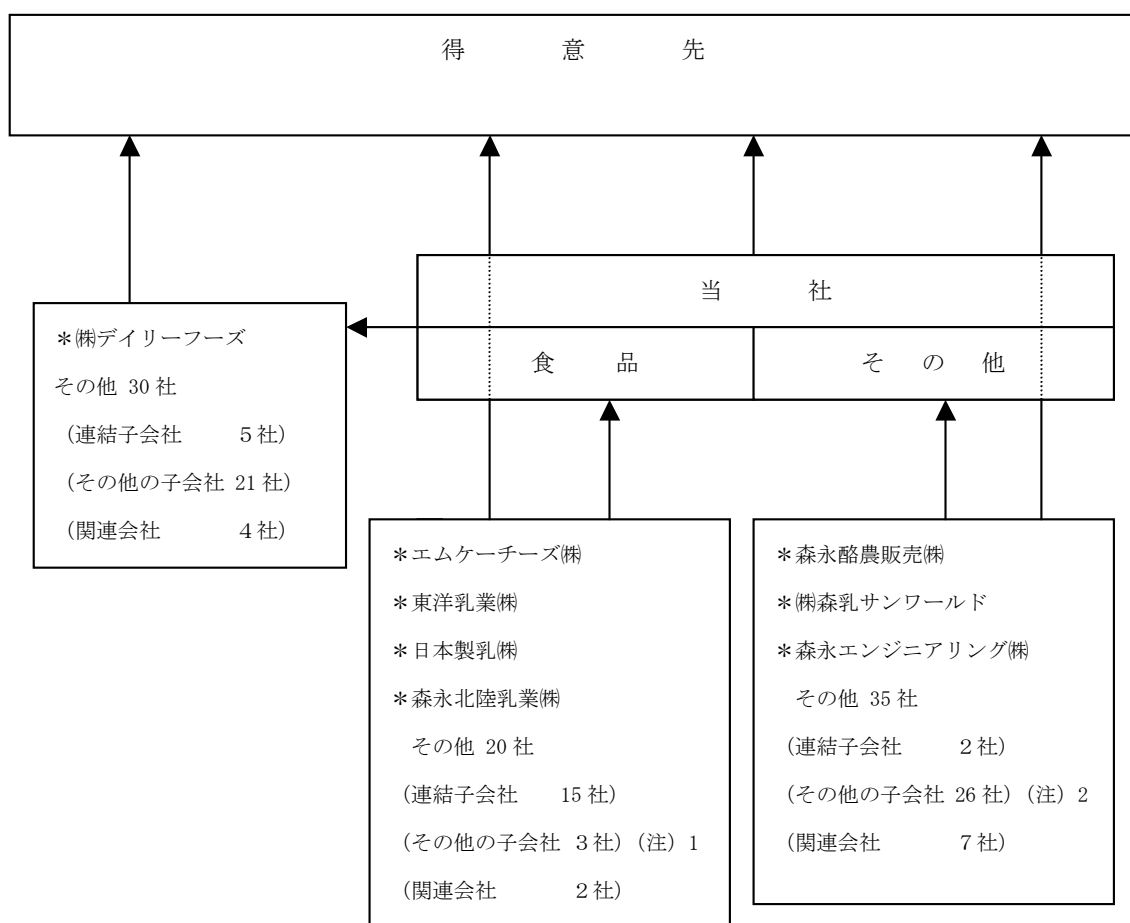 得 意 先
当 社
食 品
そ の 他
＊㈱デイリーフーズ
その他 30 社
（連結子会社 ５社）
（その他の子会社 21 社）
（関連会社 ４社）
＊エムケーチーズ㈱
＊東洋乳業㈱
＊日本製乳㈱
＊森永北陸乳業㈱
その他 20 社
（連結子会社 15 社）
（その他の子会社 ３社）（注）1
（関連会社 ２社）
＊森永酪農販売㈱
＊㈱森乳サンワールド
＊森永エンジニアリング㈱
その他 35 社
（連結子会社 ２社）
（その他の子会社 26 社）（注）2
（関連会社 ７社）